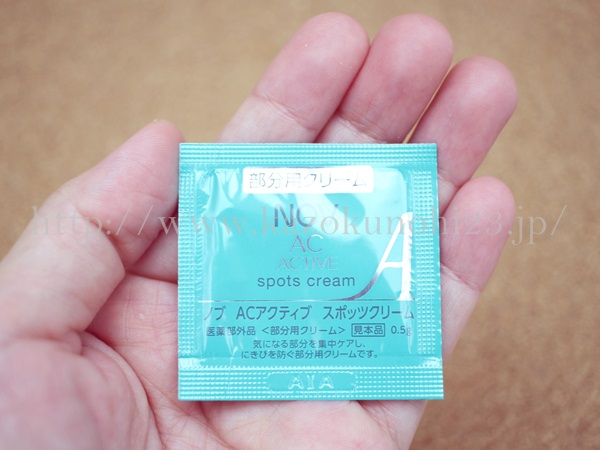 部分用クリーム
AC
ACTIVE
A
spots cream
ノブ ACアクティブ スポッツクリーム
医薬部外品 <部分用クリーム> 見本品 0.5g
気になる部分を集中ケアし、
にきびを防ぐ部分用クリームです。